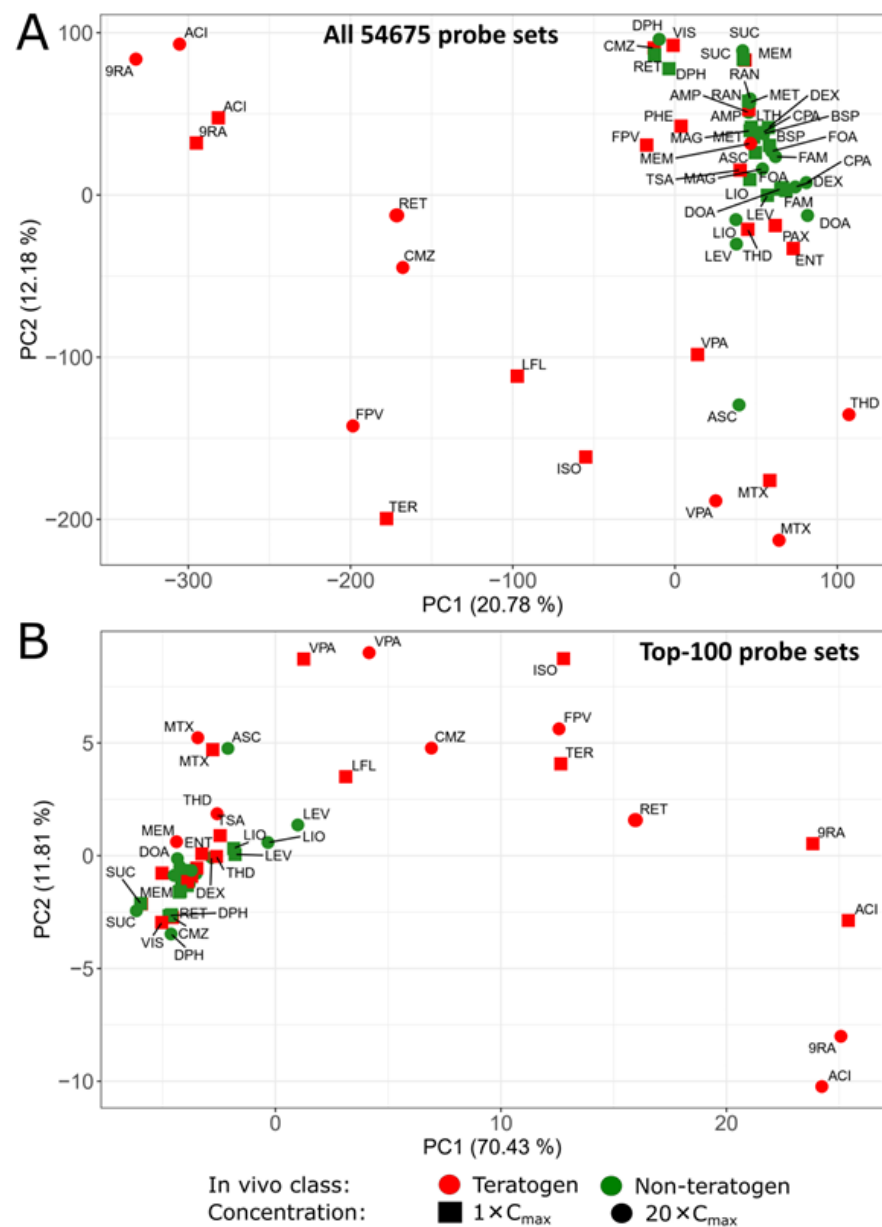 A
All 54675 probe sets
100
0
−100
−200
PC2 (12.18 %)
ACI
9RA
ACI
9RA
DPH
VIS
SUC
CMZ
SUC
MEM
RET
DPH
RAN
RAN
MET
DEX
AMP
AMP
LTH
CPA
PHE
BSP
MAG
MET
BSP
FOA
FPV
MEM
ASC
FAM
CPA
TSA
MAG
FOA
DEX
LIO
FAM
RET
DOA
LEV
DOA
LIO
PAX
CMZ
LEV
THD
ENT
VPA
LFL
THD
FPV
ASC
ISO
MTX
TER
VPA
MTX
−300
−200
−100
0
100
PC1 (20.78 %)
B
Top-100 probe sets
5
0
−5
−10
PC2 (11.81 %)
VPA
VPA
ISO
MTX
ASC
FPV
CMZ
MTX
TER
LFL
THD
LEV
RET
TSA
MEM
LIO
LIO
9RA
ENT
DOA
LEV
SUC
THD
MEM
DEX
RET
DPH
SUC
ACI
CMZ
VIS
DPH
9RA
ACI
0
10
20
PC1 (70.43 %)
In vivo class: Teratogen Non-teratogen
Concentration: 1×Cmax 20×Cmax